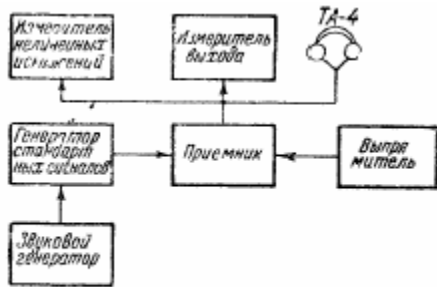 Измеритель
нелинейных
искажений
Измеритель
выхода
ТА-4
Генератор
стандарт
ных сигналов
Приемник
Выпря
митель
Звуковой
генератор